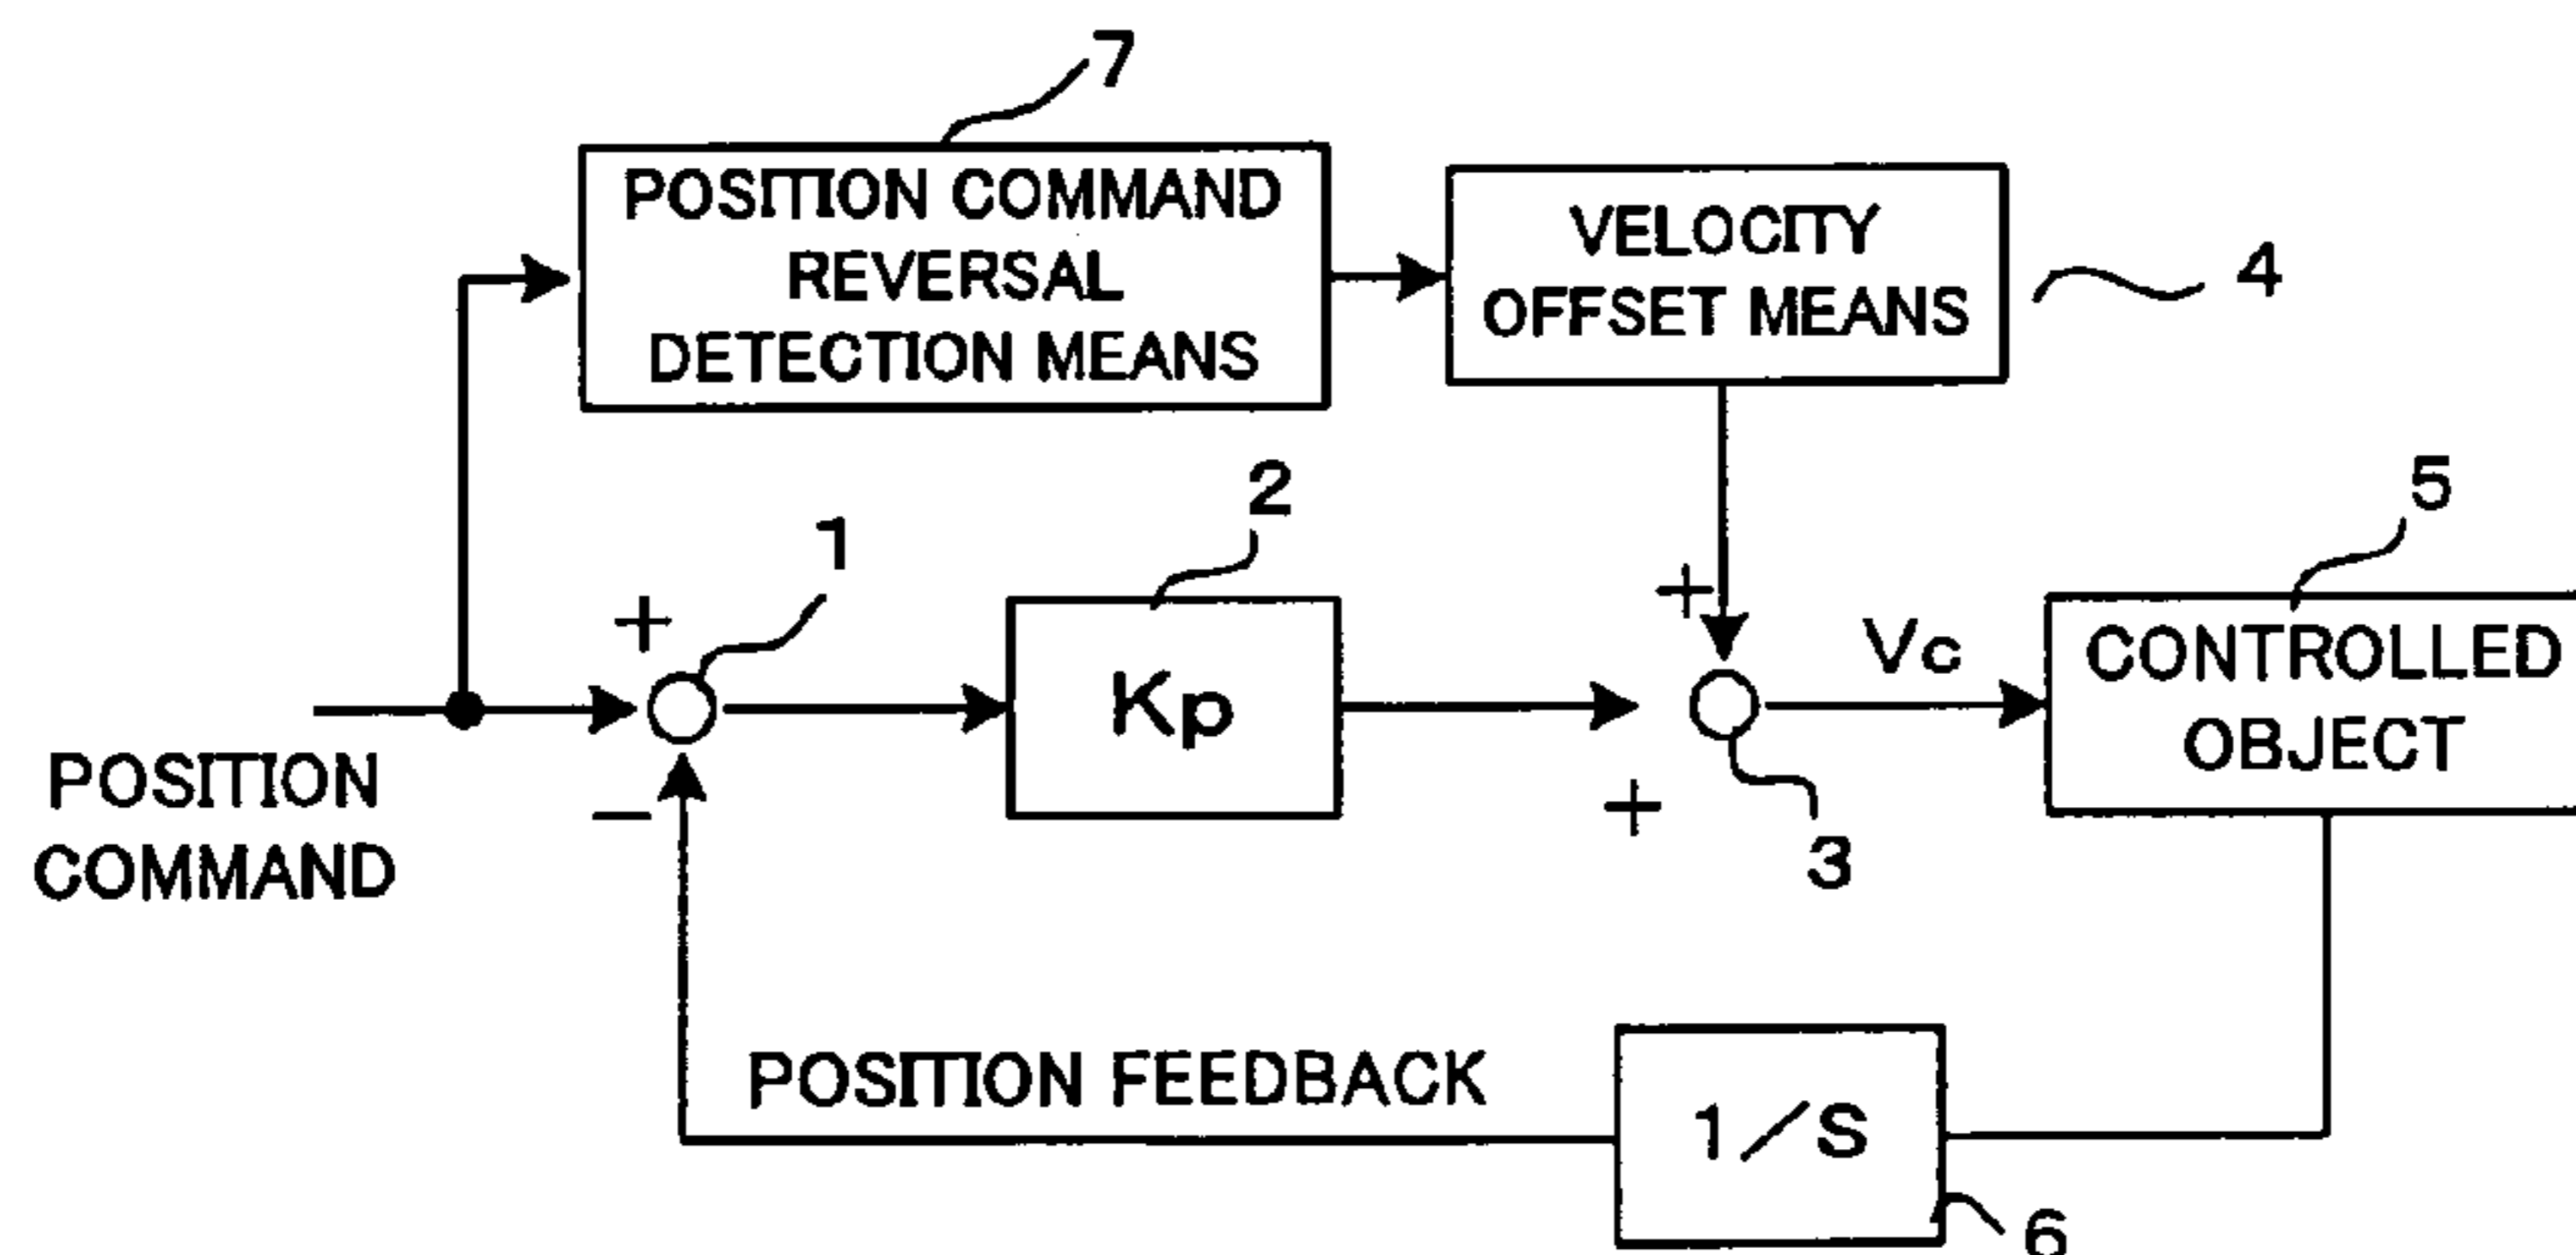 7
POSITION COMMAND
REVERSAL
DETECTION MEANS
VELOCITY
OFFSET MEANS
4
1
2
5
+
+
Kp
Vc
CONTROLLED
OBJECT
POSITION
COMMAND
−
+
3
POSITION FEEDBACK
1/S
6